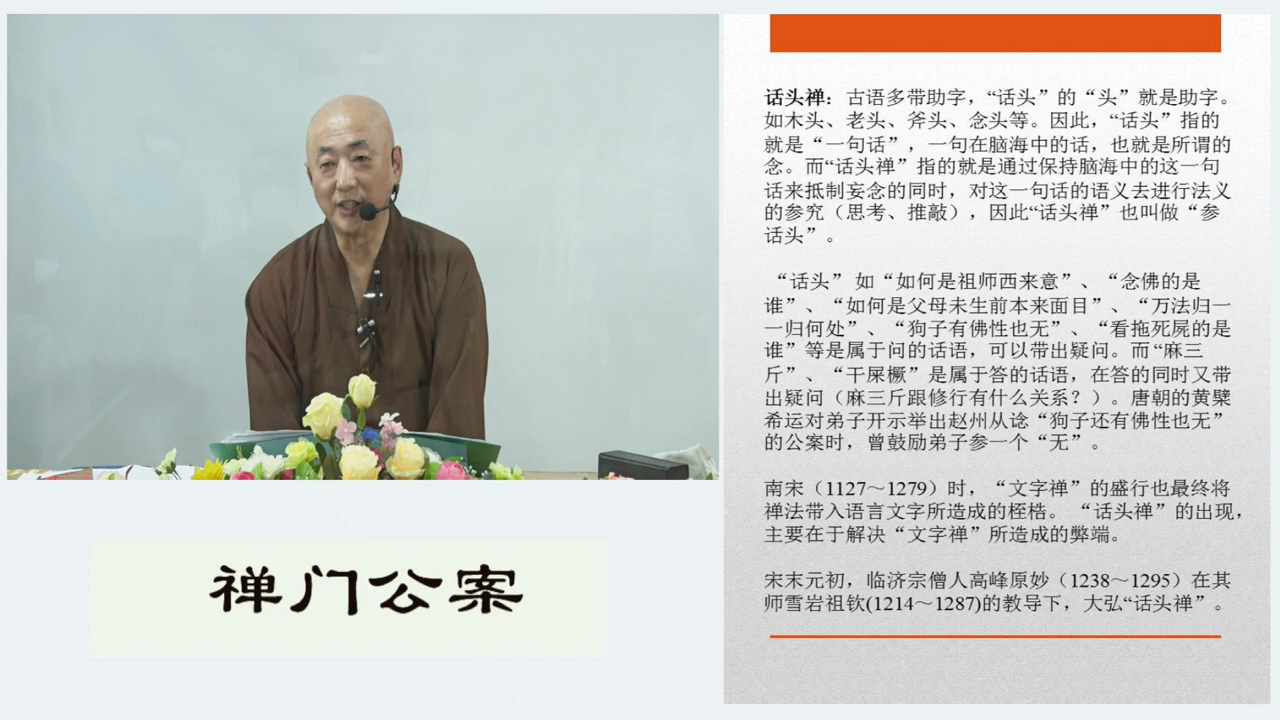 话头禅：古语多带助字，“话头”的“头”就是助字。
如木头、老头、斧头、念头等。因此，“话头”指的
就是“一句话”，一句在脑海中的话，也就是所谓的
念。而“话头禅”指的就是通过保持脑海中的这一句
话来抵制妄念的同时，对这一句话的语义去进行法义
的参究（思考、推敲），因此“话头禅”也叫做“参
话头”。
“话头” 如“如何是祖师西来意”、“念佛的是
谁”、“如何是父母未生前本来面目”、“万法归一
一归何处”、“狗子有佛性也无”、“看拖死屍的是
谁”等是属于问的话语，可以带出疑问。而“麻三
斤”、“干屎橛”是属于答的话语，在答的同时又带
出疑问（麻三斤跟修行有什么关系？）。唐朝的黄檗
希运对弟子开示举出赵州从谂“狗子还有佛性也无”
的公案时，曾鼓励弟子参一个“无”。
南宋（1127～1279）时，“文字禅”的盛行也最终将
禅法带入语言文字所造成的桎梏。“话头禅”的出现，
主要在于解决“文字禅”所造成的弊端。
宋末元初，临济宗僧人高峰原妙（1238～1295）在其
师雪岩祖钦(1214～1287)的教导下，大弘“话头禅”。
禅门公案